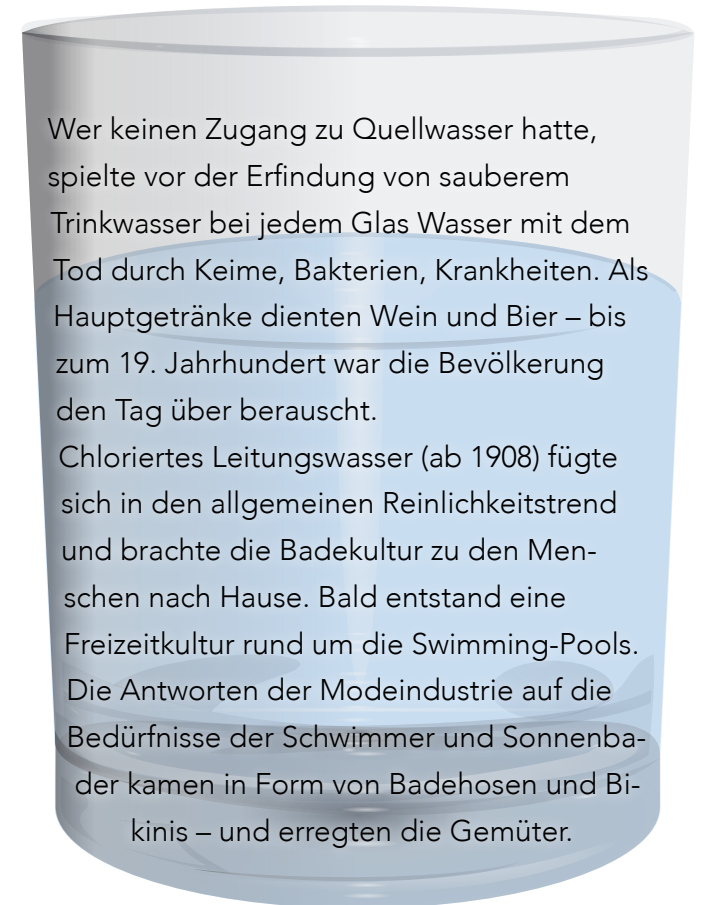 Wer keinen Zugang zu Quellwasser hatte,
spielte vor der Erfindung von sauberem
Trinkwasser bei jedem Glas Wasser mit dem
Tod durch Keime, Bakterien, Krankheiten. Als
Hauptgetränke dienten Wein und Bier – bis
zum 19. Jahrhundert war die Bevölkerung
den Tag über berauscht.
Chloriertes Leitungswasser (ab 1908) fügte
sich in den allgemeinen Reinlichkeitstrend
und brachte die Badekultur zu den Men-
schen nach Hause. Bald entstand eine
Freizeitkultur rund um die Swimming-Pools.
Die Antworten der Modeindustrie auf die
Bedürfnisse der Schwimmer und Sonnenba-
der kamen in Form von Badehosen und Bi-
kinis – und erregten die Gemüter.